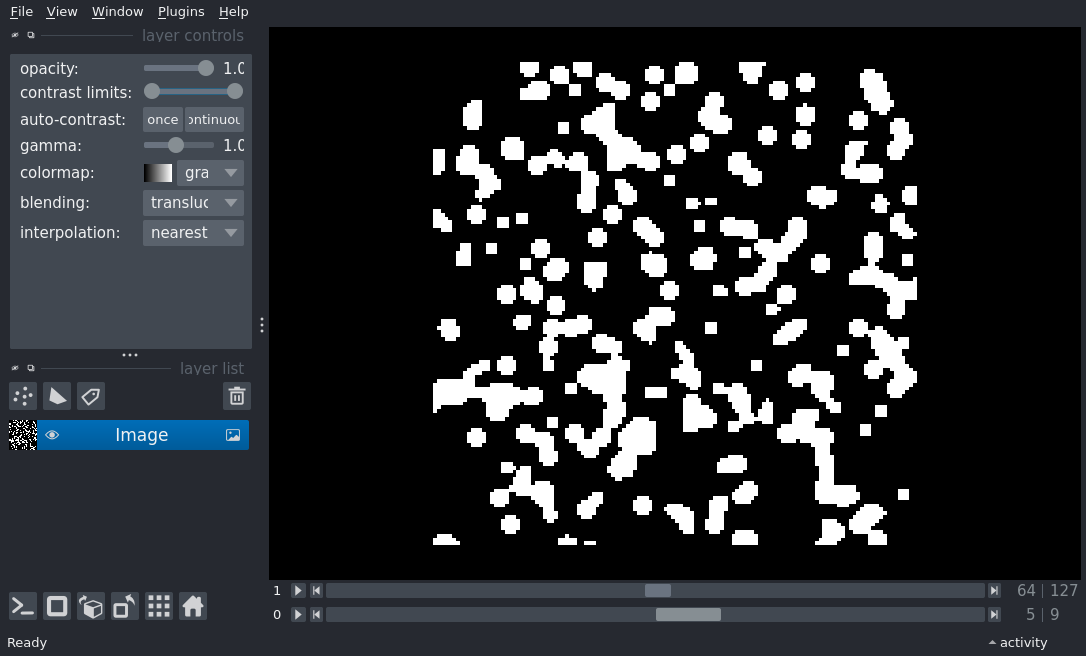 File View Window Plugins Help
layer controls
opacity: 1.0
contrast limits:
auto-contrast: once ontinuou
gamma: 1.0
colormap: gra
blending: transluc
interpolation: nearest
layer list
Image
1 64 | 127
0 5 | 9
Ready activity